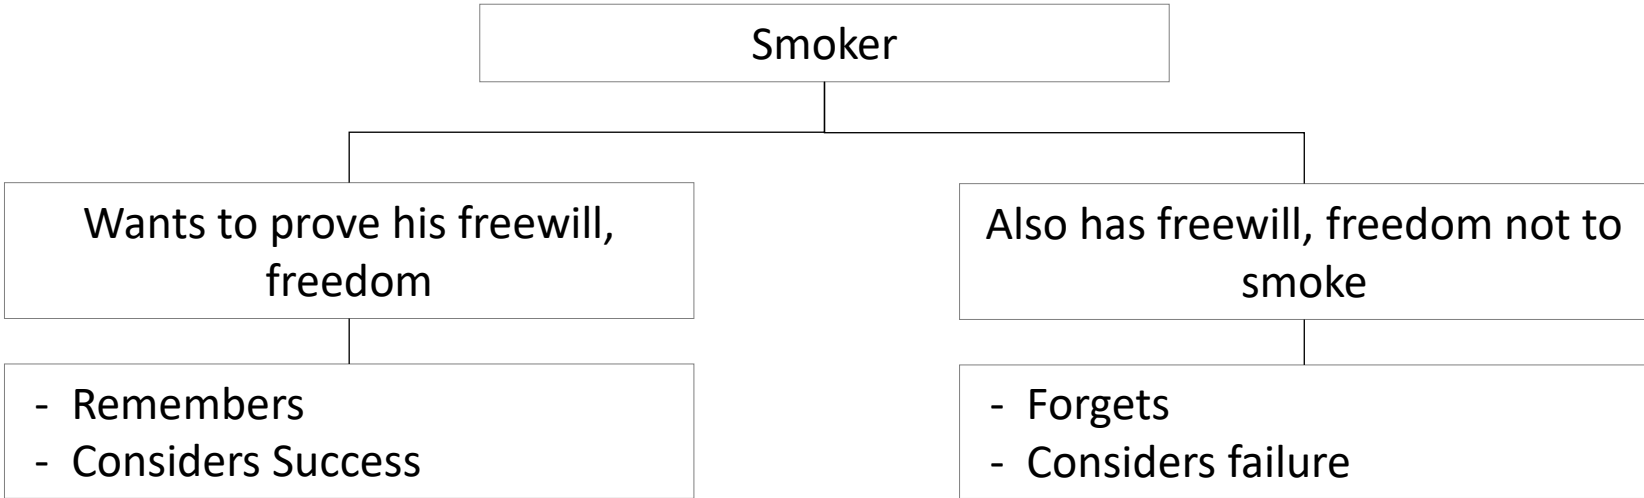 Smoker
Wants to prove his freewill,
freedom
Also has freewill, freedom not to
smoke
- Remembers
- Considers Success
- Forgets
- Considers failure